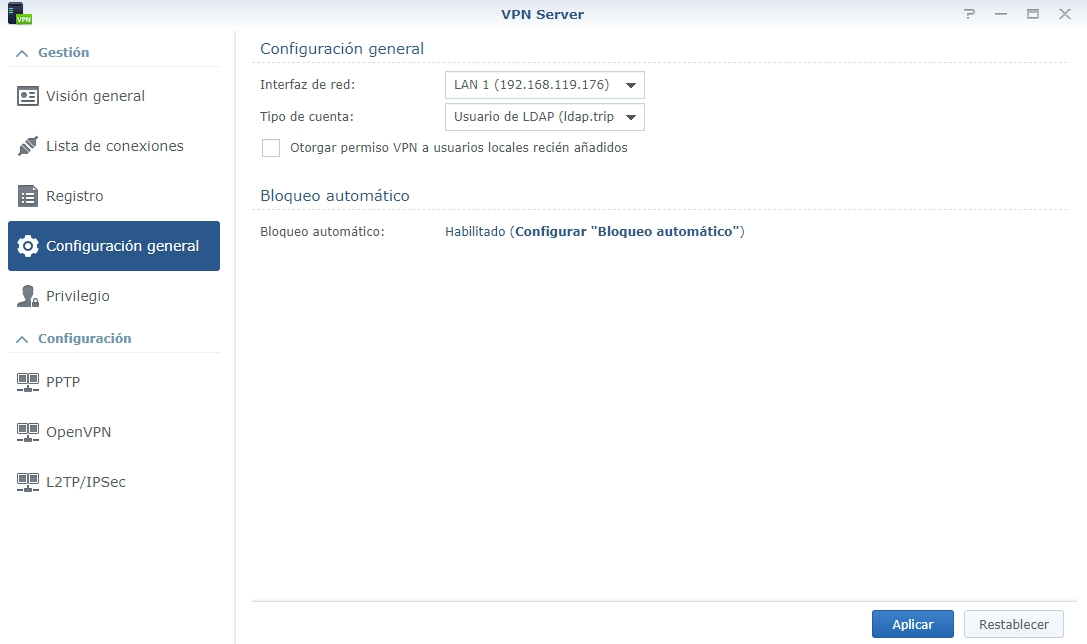 VPN Server
VPN
Gestión
Visión general
Lista de conexiones
Registro
Configuración general
Privilegio
Configuración
PPTP
OpenVPN
L2TP/IPSec
Configuración general
Interfaz de red: LAN 1 (192.168.119.176)
Tipo de cuenta: Usuario de LDAP (ldap.trip
Otorgar permiso VPN a usuarios locales recién añadidos
Bloqueo automático
Bloqueo automático: Habilitado (Configurar "Bloqueo automático")
Aplicar Restablecer